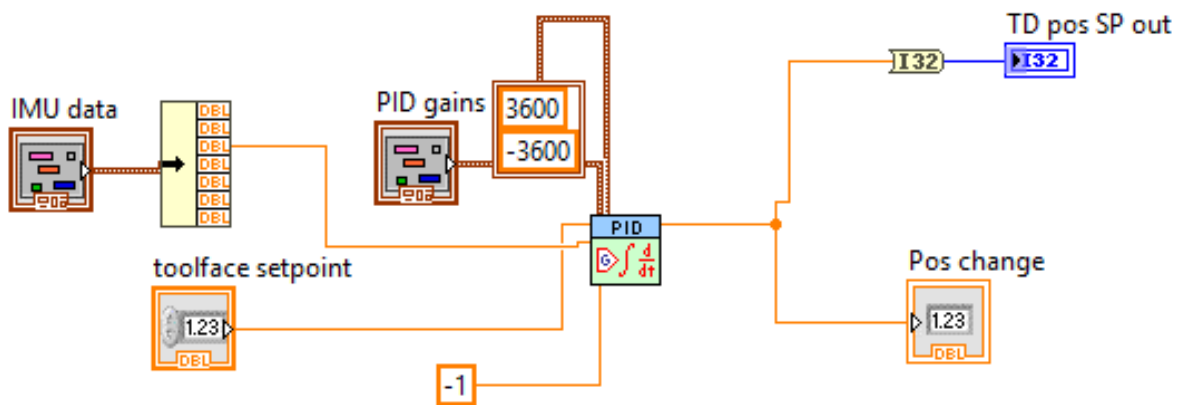 TD pos SP out
I32
I32
IMU data
DBL
DBL
DBL
DBL
DBL
DBL
DBL
PID gains
3600
-3600
PID
G
d
dt
toolface setpoint
1.23
DBL
-1
Pos change
1.23
DBL